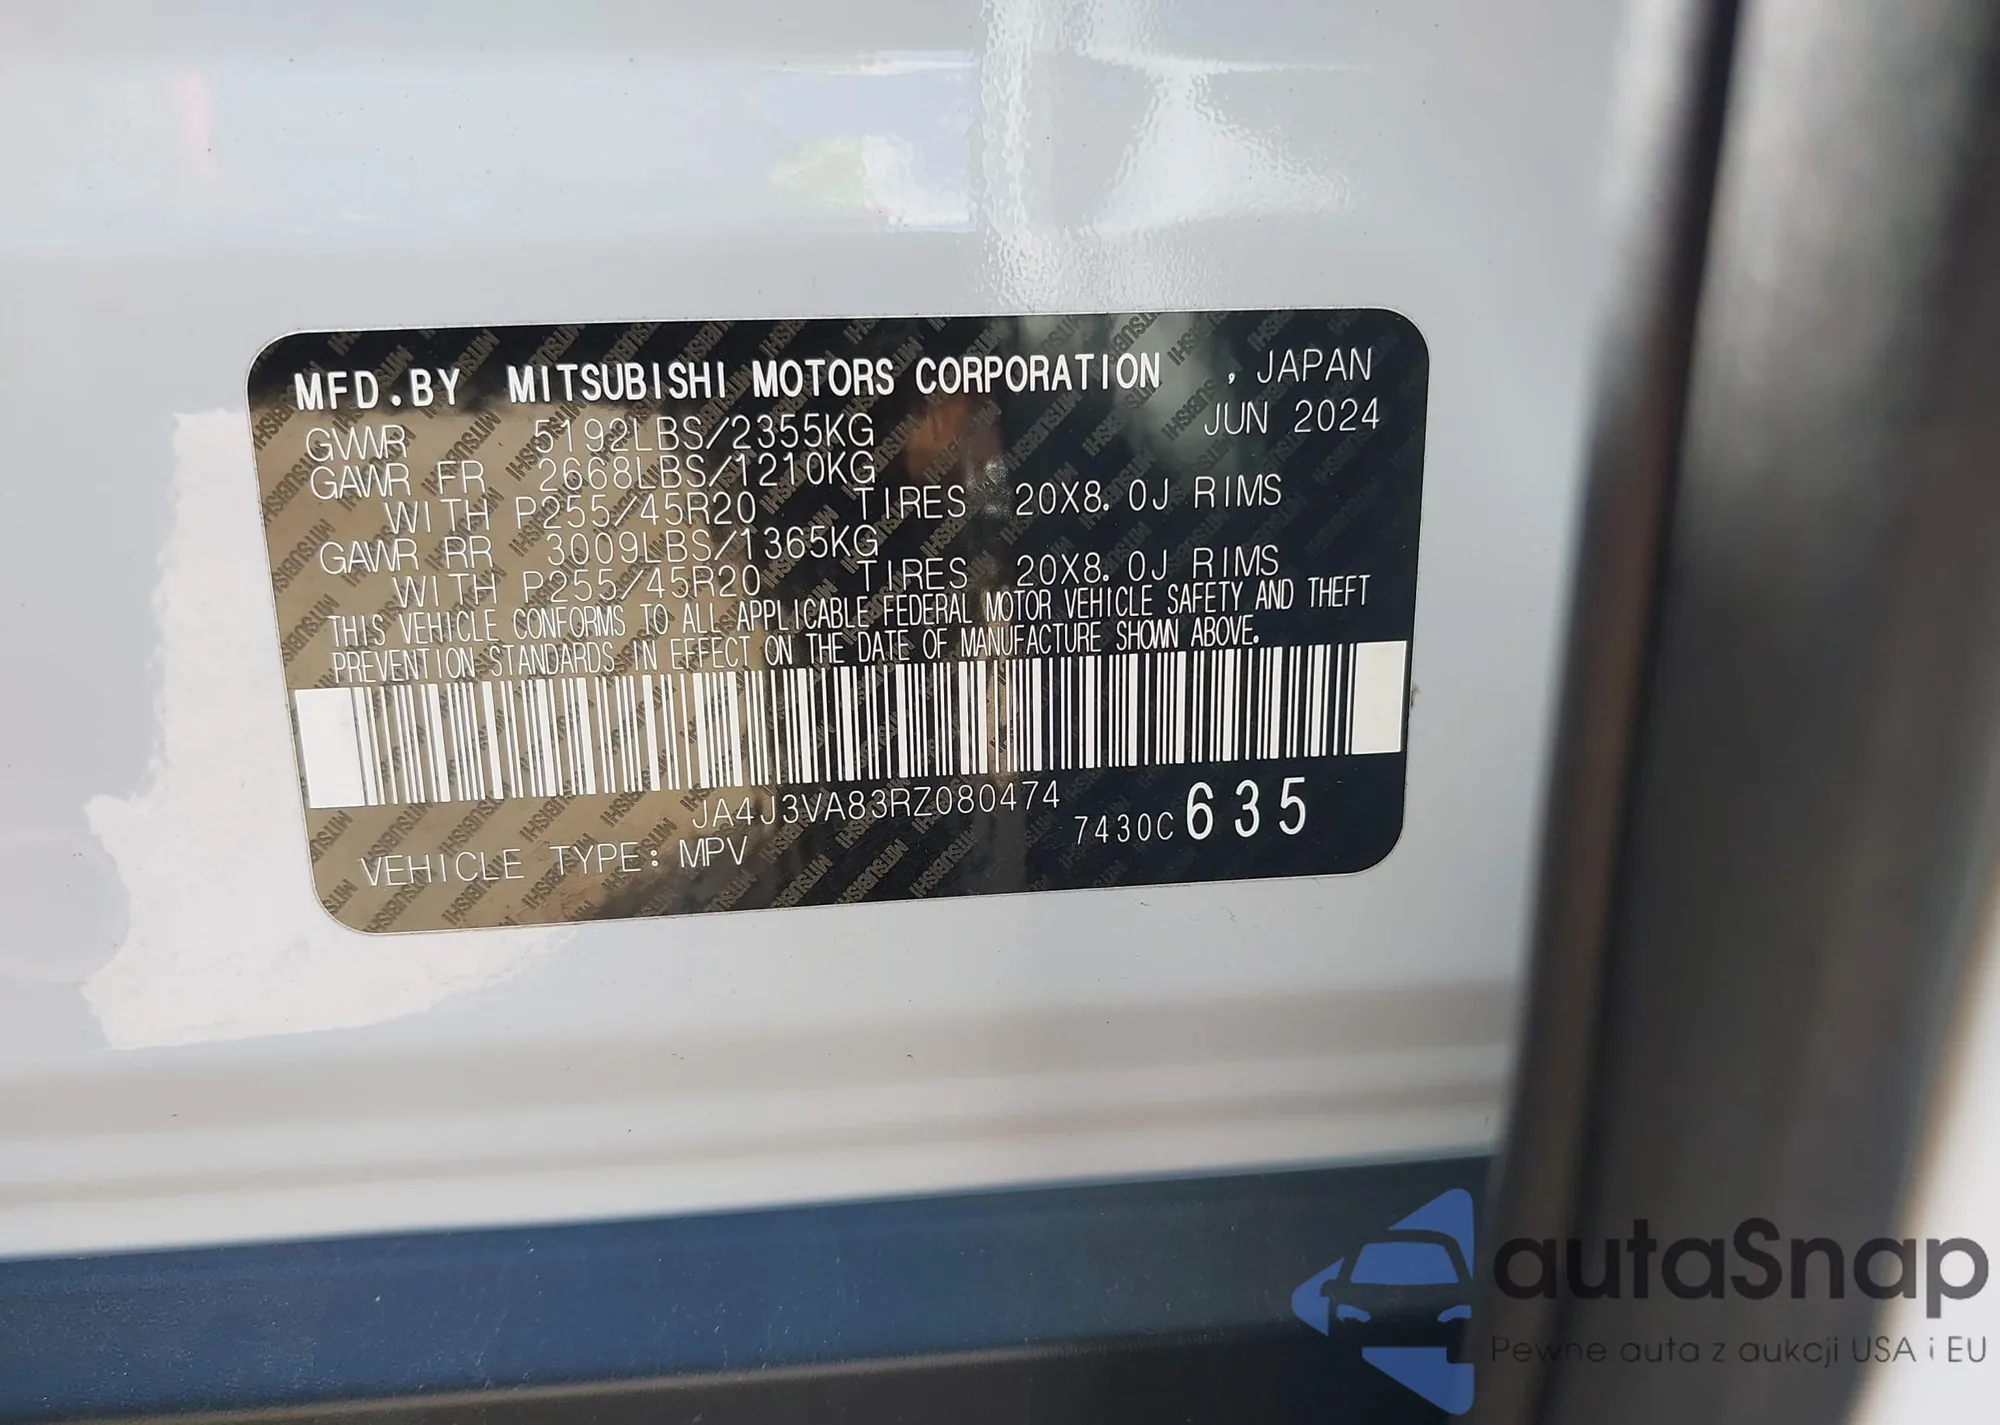 MFD.BY MITSUBISHI MOTORS CORPORATION , JAPAN
JUN 2024
GVWR 5192LBS/2355KG
GAWR FR 2668LBS/1210KG
WITH P255/45R20 TIRES 20X8.0J RIMS
GAWR RR 3009LBS/1365KG
WITH P255/45R20 TIRES 20X8.0J RIMS
THIS VEHICLE CONFORMS TO ALL APPLICABLE FEDERAL MOTOR VEHICLE SAFETY AND THEFT
PREVENTION STANDARDS IN EFFECT ON THE DATE OF MANUFACTURE SHOWN ABOVE.
JA4J3VA83RZ080474
7430C 635
VEHICLE TYPE: MPV
autaSnap
Pewne auta z aukcji USA i EU